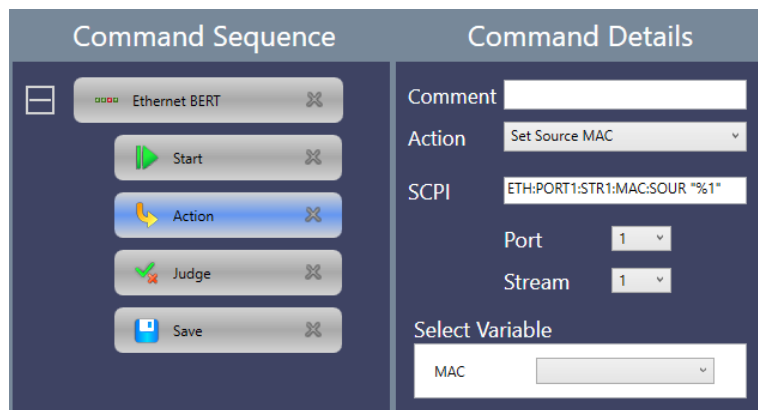 Command Sequence
Ethernet BERT
Start
Action
Judge
Save
Command Details
Comment
Action Set Source MAC
SCPI ETH:PORT1:STR1:MAC:SOUR "%1"
Port 1
Stream 1
Select Variable
MAC